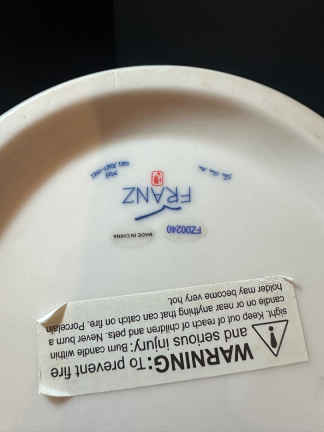 WARNING: To prevent fire
and serious injury: Burn candle within
sight. Keep out of reach of children and pets. Never burn a
candle on or near anything that can catch on fire. Porcelain
holder may become very hot.
FZ00240 MADE IN CHINA
FRANZ